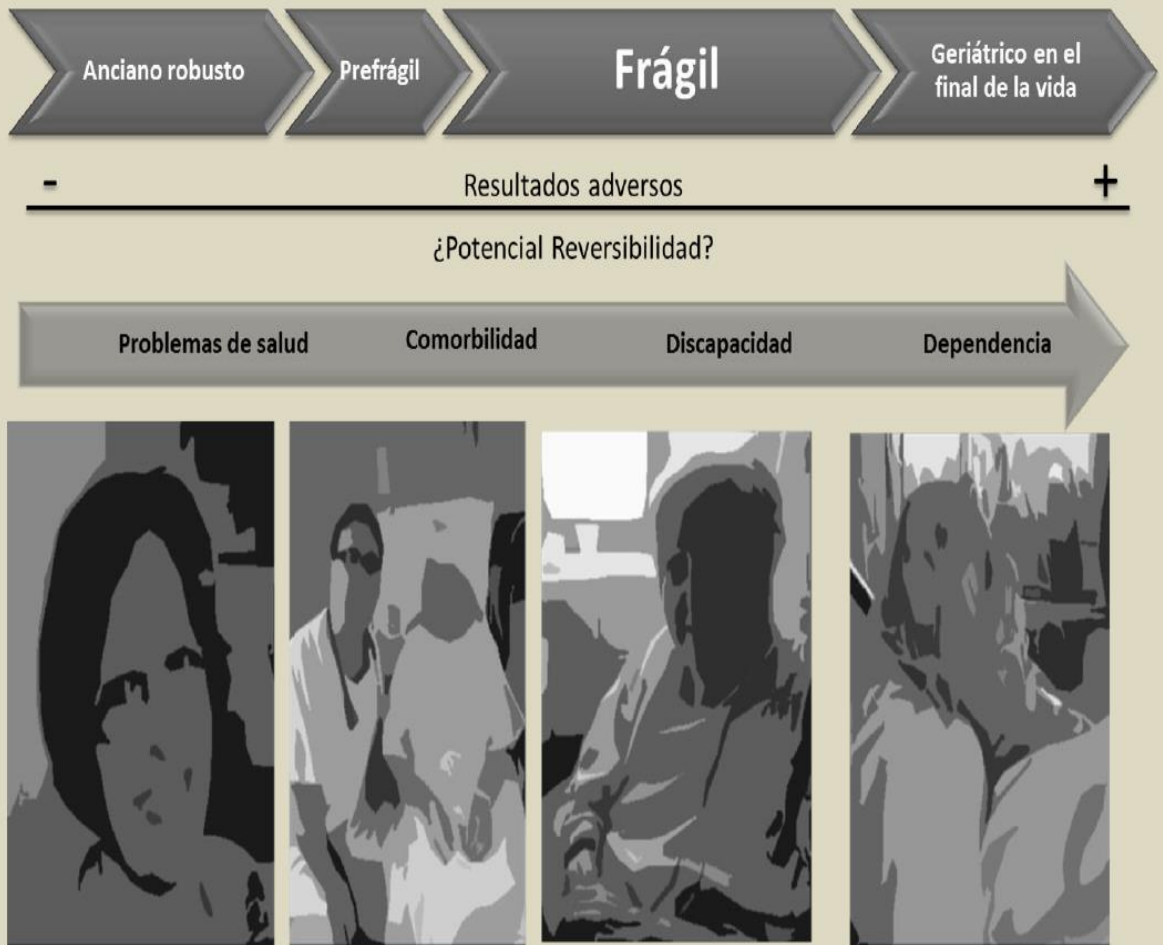 Anciano robusto
Prefrágil
Frágil
Geriátrico en el
final de la vida
-
+
Resultados adversos
¿Potencial Reversibilidad?
Problemas de salud
Comorbilidad
Discapacidad
Dependencia